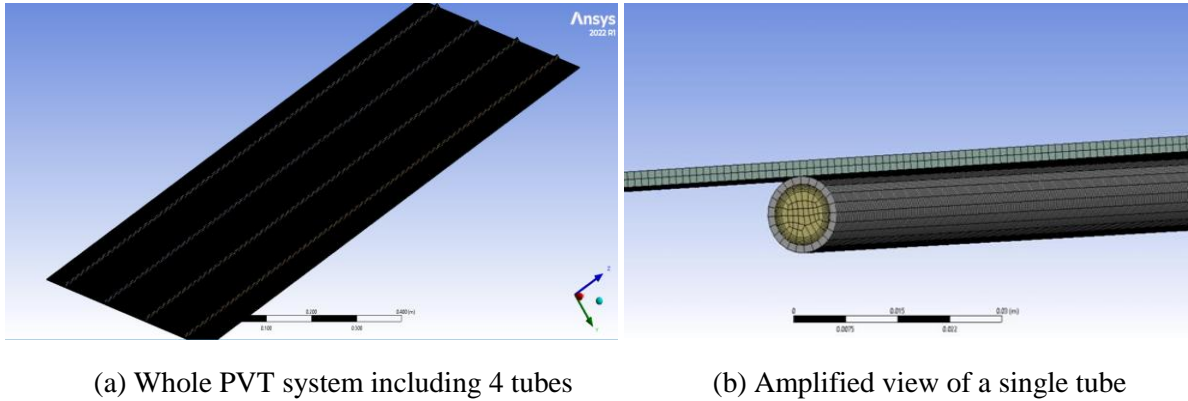 Ansys
2022 R1
Z
Y
0.200
0.400 (m)
0.100
0.300
0
0.015
0.03 (m)
0.0075
0.022
(a) Whole PVT system including 4 tubes
(b) Amplified view of a single tube